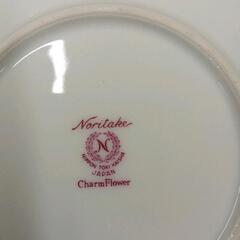 Noritake
N
NIPPON TOKI KAISHA
JAPAN
CharmFlower